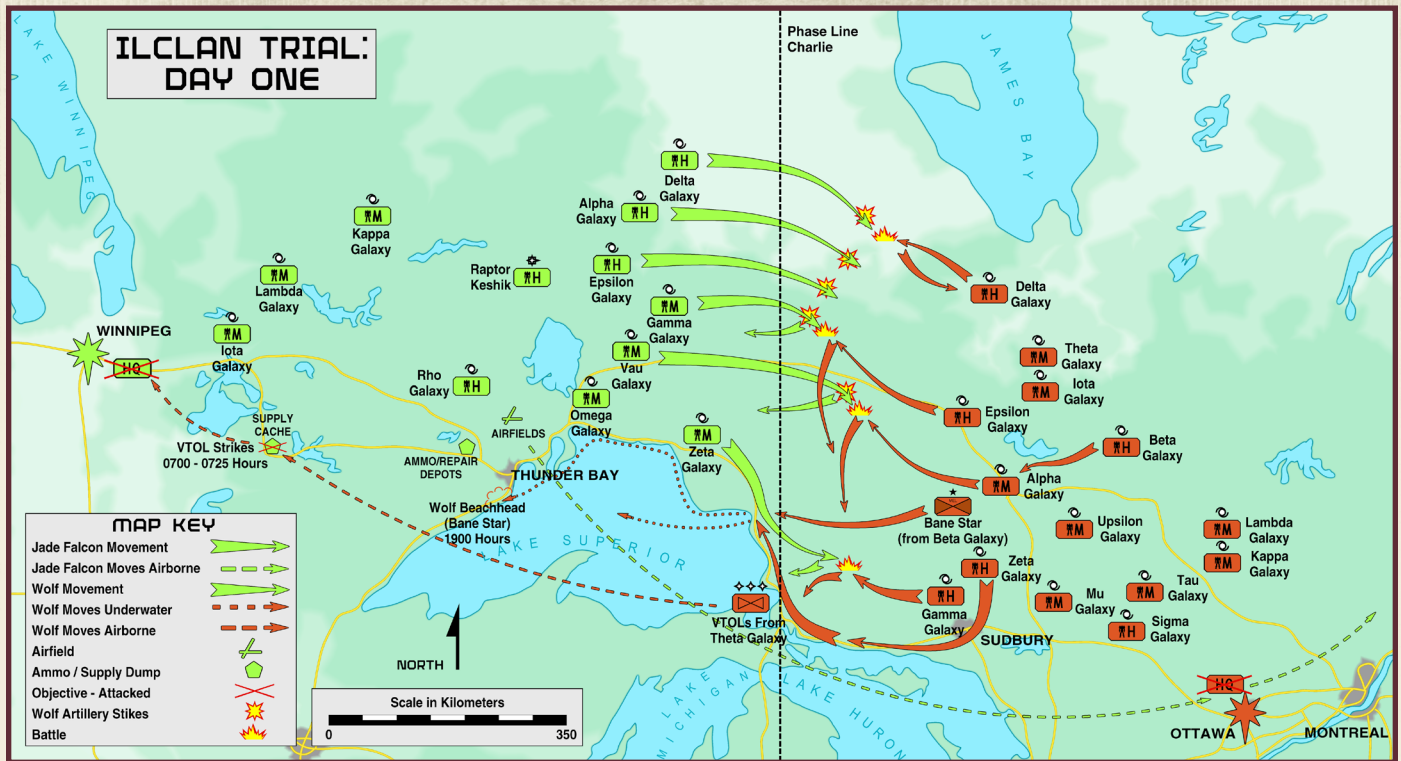 ILCLAN TRIAL:
DAY ONE
Phase Line
Charlie
LAKE WINNIPEG
JAMES BAY
H
Delta
Galaxy
Alpha
Galaxy
H
M
Kappa
Galaxy
Raptor
Keshik
H
H
Epsilon
Galaxy
M
Lambda
Galaxy
M
Gamma
Galaxy
H
Delta
Galaxy
WINNIPEG
HQ
M
Iota
Galaxy
M
Vau
Galaxy
M
Theta
Galaxy
M
Iota
Galaxy
Rho
Galaxy
H
M
Omega
Galaxy
H
Epsilon
Galaxy
SUPPLY
CACHE
AIRFIELDS
M
Zeta
Galaxy
H
Beta
Galaxy
VTOL Strikes
0700 - 0725 Hours
AMMO/REPAIR
DEPOTS
THUNDER BAY
M
Alpha
Galaxy
Wolf Beachhead
(Bane Star)
1900 Hours
Bane Star
(from Beta Galaxy)
M
Upsilon
Galaxy
M
Lambda
Galaxy
M
Kappa
Galaxy
LAKE SUPERIOR
H
Zeta
Galaxy
H
Gamma
Galaxy
M
Mu
Galaxy
M
Tau
Galaxy
H
Sigma
Galaxy
VTOLs From
Theta Galaxy
SUDBURY
NORTH
LAKE
MICHIGAN
LAKE HURON
HQ
OTTAWA
MONTREAL
MAP KEY
Jade Falcon Movement
Jade Falcon Moves Airborne
Wolf Movement
Wolf Moves Underwater
Wolf Moves Airborne
Airfield
Ammo / Supply Dump
Objective - Attacked
Wolf Artillery Stikes
Battle
Scale in Kilometers
0 350